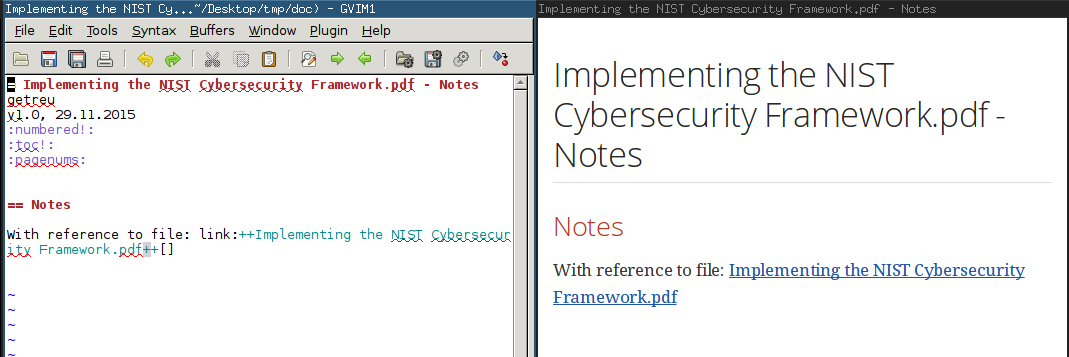 Implementing the NIST Cy...~/Desktop/tmp/doc) - GVIM1
File Edit Tools Syntax Buffers Window Plugin Help
= Implementing the NIST Cybersecurity Framework.pdf - Notes
getreu
v1.0, 29.11.2015
:numbered!:
:toc!:
:pagenums:
== Notes
With reference to file: link:++Implementing the NIST Cybersecur
ity Framework.pdf++[]
~
~
~
~
~
Implementing the NIST Cybersecurity Framework.pdf - Notes
Implementing the NIST
Cybersecurity Framework.pdf -
Notes
Notes
With reference to file: Implementing the NIST Cybersecurity
Framework.pdf